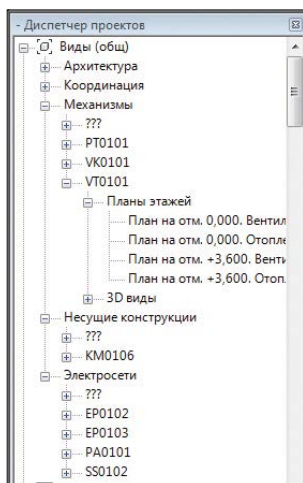 - Диспетчер проектов
Виды (общ)
Архитектура
Координация
Механизмы
???
PT0101
VK0101
VT0101
Планы этажей
План на отм. 0,000. Вентил
План на отм. 0,000. Отопле
План на отм. +3,600. Венти
План на отм. +3,600. Отоп
3D виды
Несущие конструкции
???
KM0106
Электросети
???
EP0102
EP0103
PA0101
SS0102